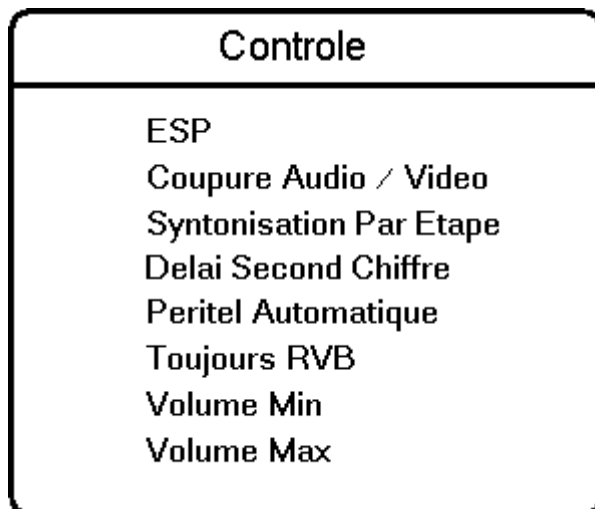 Controle
ESP
Coupure Audio / Video
Syntonisation Par Etape
Delai Second Chiffre
Peritel Automatique
Toujours RVB
Volume Min
Volume Max